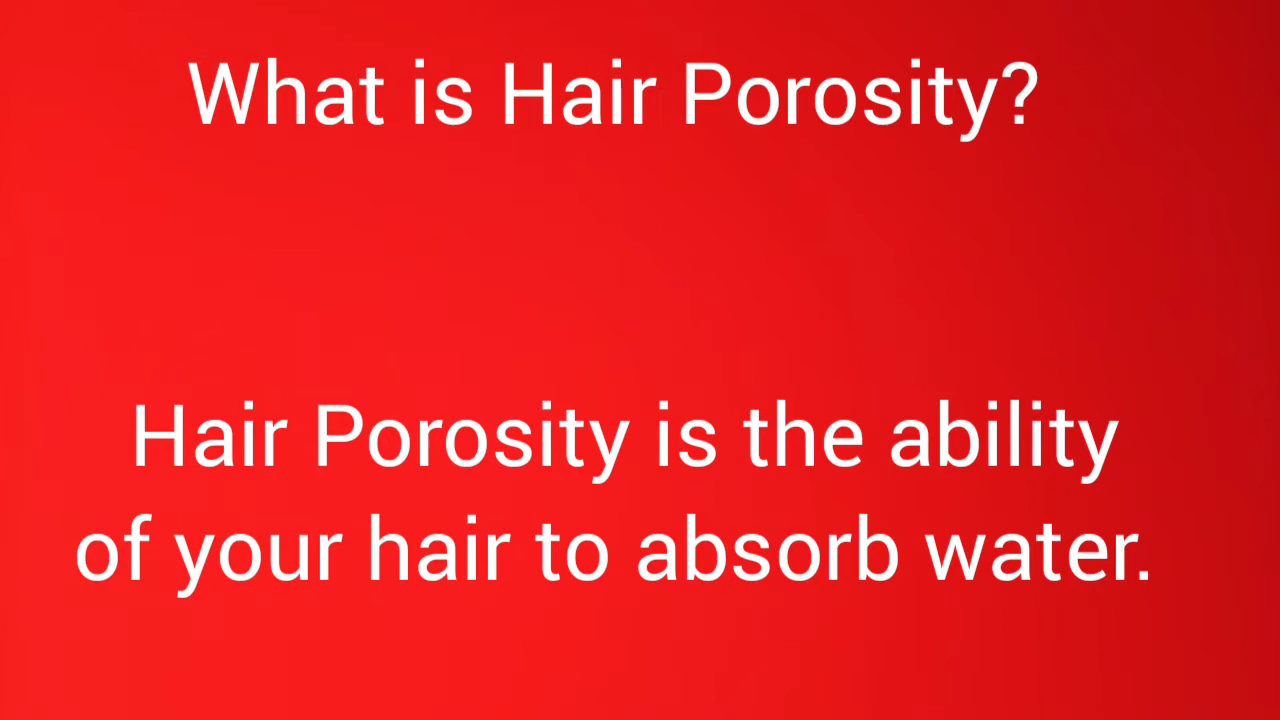 What is Hair Porosity?
Hair Porosity is the ability
of your hair to absorb water.